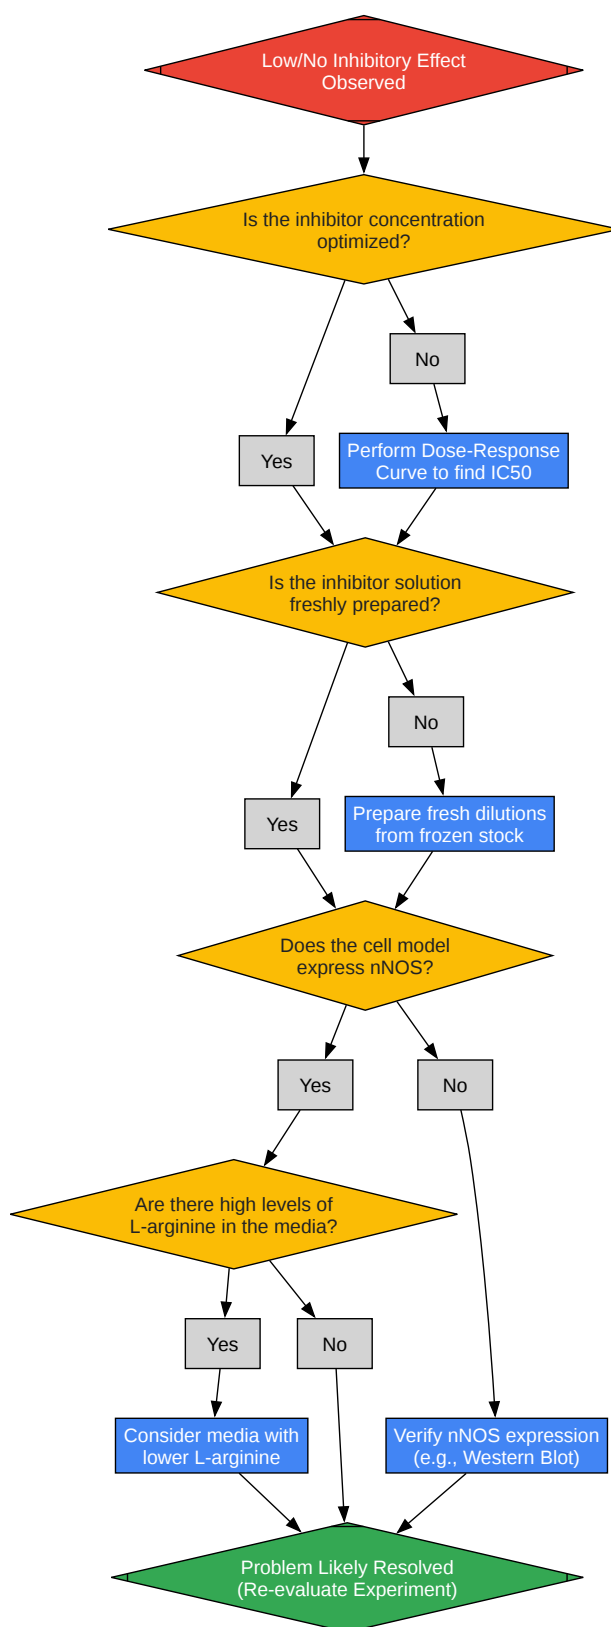 Low/No Inhibitory Effect
Observed
Is the inhibitor concentration
optimized?
No
Yes
Perform Dose-Response
Curve to find IC50
Is the inhibitor solution
freshly prepared?
No
Yes
Prepare fresh dilutions
from frozen stock
Does the cell model
express nNOS?
Yes
No
Are there high levels of
L-arginine in the media?
Yes
No
Consider media with
lower L-arginine
Verify nNOS expression
(e.g., Western Blot)
Problem Likely Resolved
(Re-evaluate Experiment)